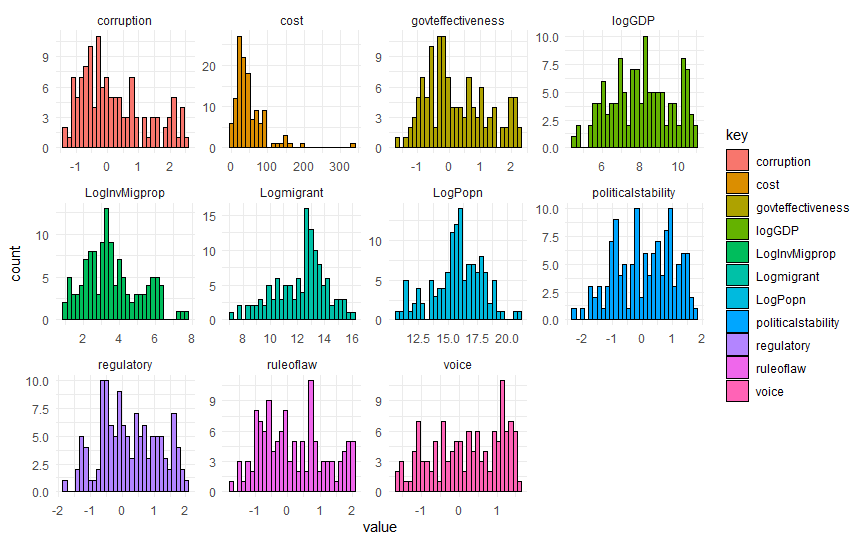 corruption cost govteffectiveness logGDP
9 6 3 0
-1 0 1 2
20 10 0
0 100 200 300
9 6 3 0
-1 0 1 2
10.0 7.5 5.0 2.5 0.0
6 8 10
LogInvMigprop Logmigrant LogPopn politicalstability
10 5 0
2 4 6 8
15 10 5 0
8 10 12 14 16
10 5 0
12.5 15.0 17.5 20.0
10.0 7.5 5.0 2.5 0.0
-2 -1 0 1 2
regulatory ruleoflaw voice
10.0 7.5 5.0 2.5 0.0
-2 -1 0 1 2
9 6 3 0
-1 0 1 2
9 6 3 0
-1 0 1
count
value
key
corruption
cost
govteffectiveness
logGDP
LogInvMigprop
Logmigrant
LogPopn
politicalstability
regulatory
ruleoflaw
voice